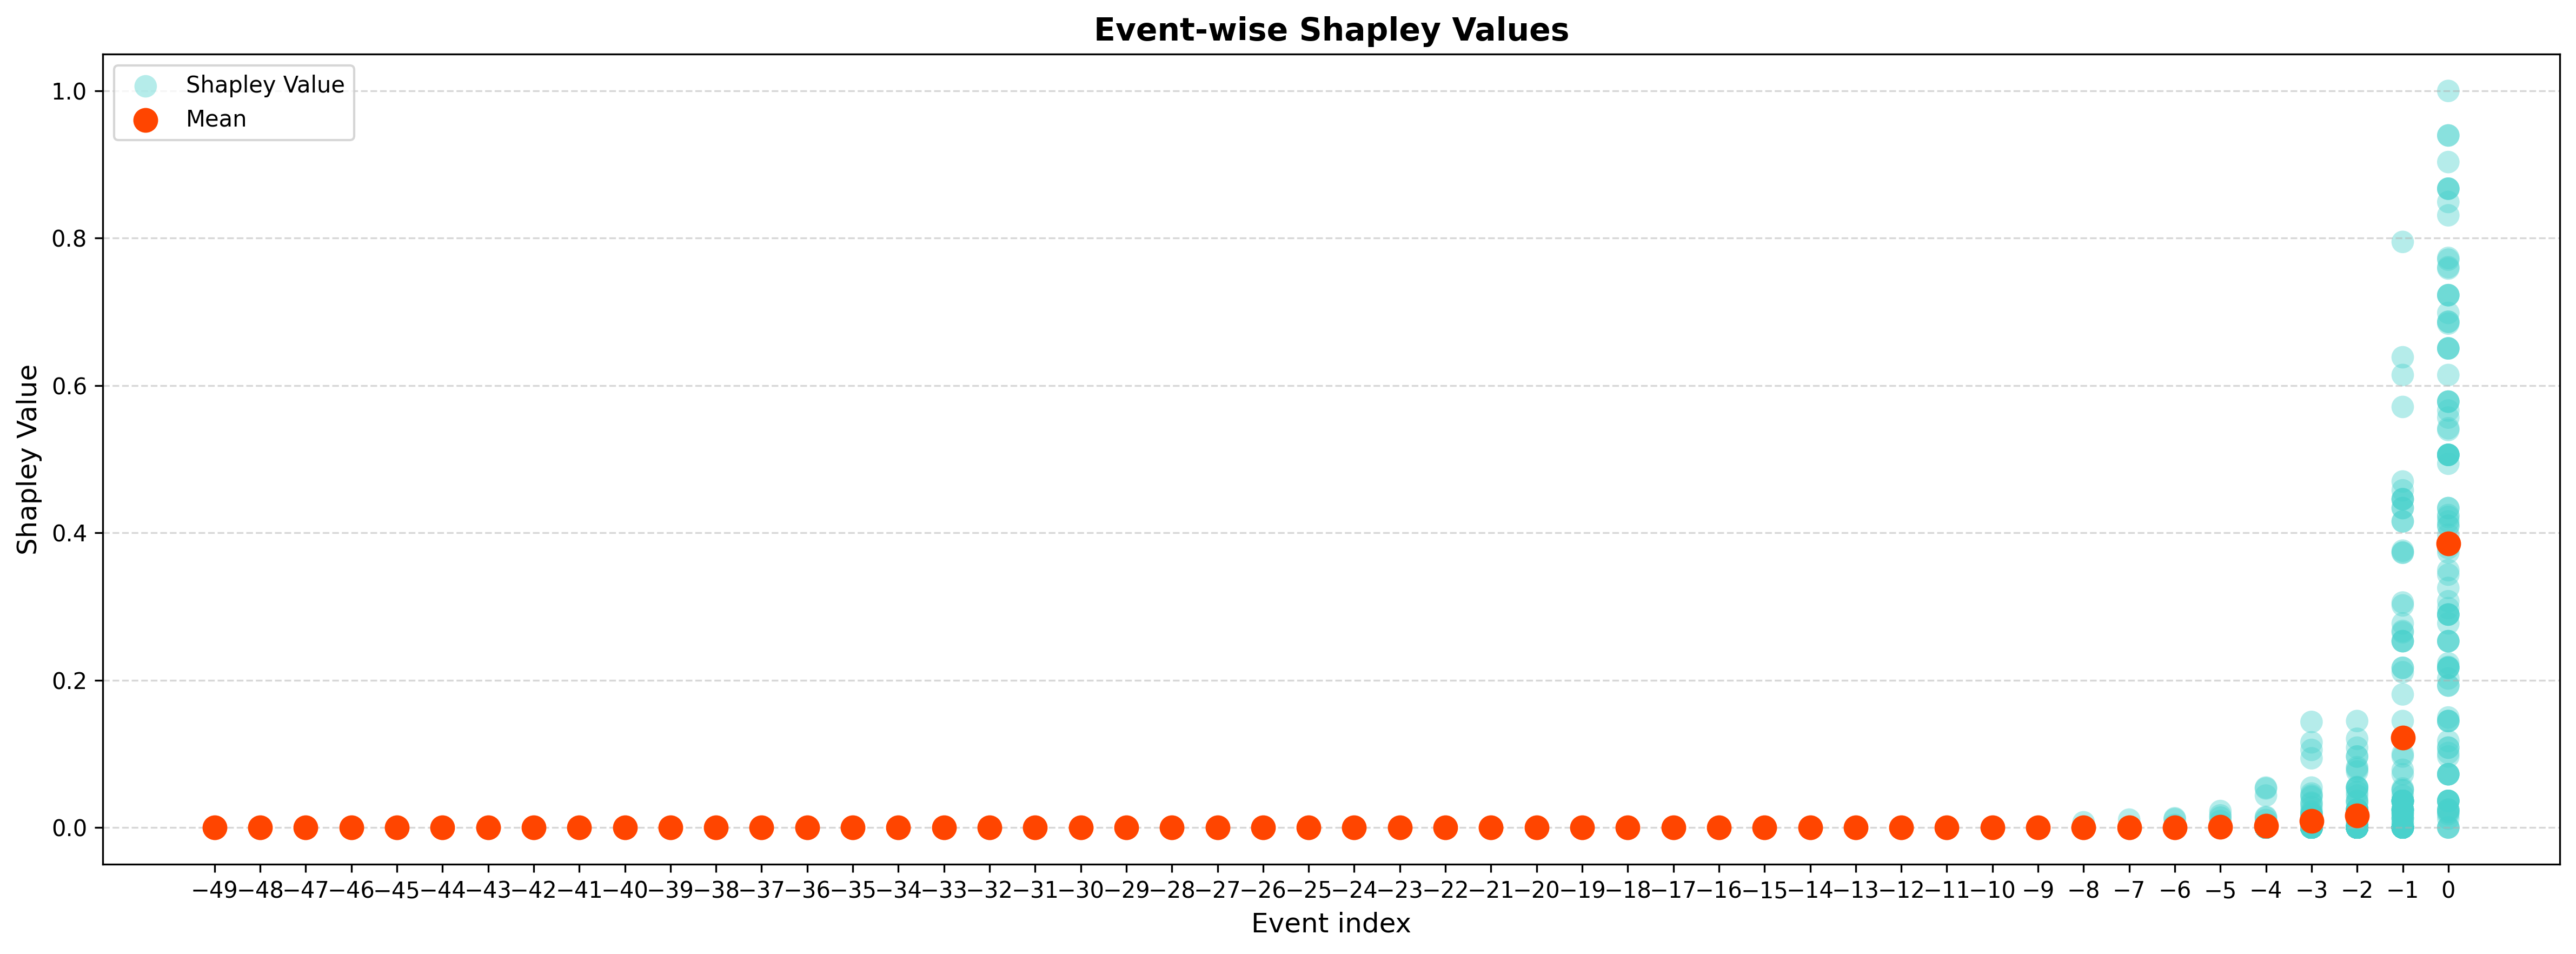 Event-wise Shapley Values
Shapley Value
Mean
1.0
0.8
0.6
0.4
0.2
0.0
Shapley Value
−49 −48 −47 −46 −45 −44 −43 −42 −41 −40 −39 −38 −37 −36 −35 −34 −33 −32 −31 −30 −29 −28 −27 −26 −25 −24 −23 −22 −21 −20 −19 −18 −17 −16 −15 −14 −13 −12 −11 −10 −9 −8 −7 −6 −5 −4 −3 −2 −1 0
Event index